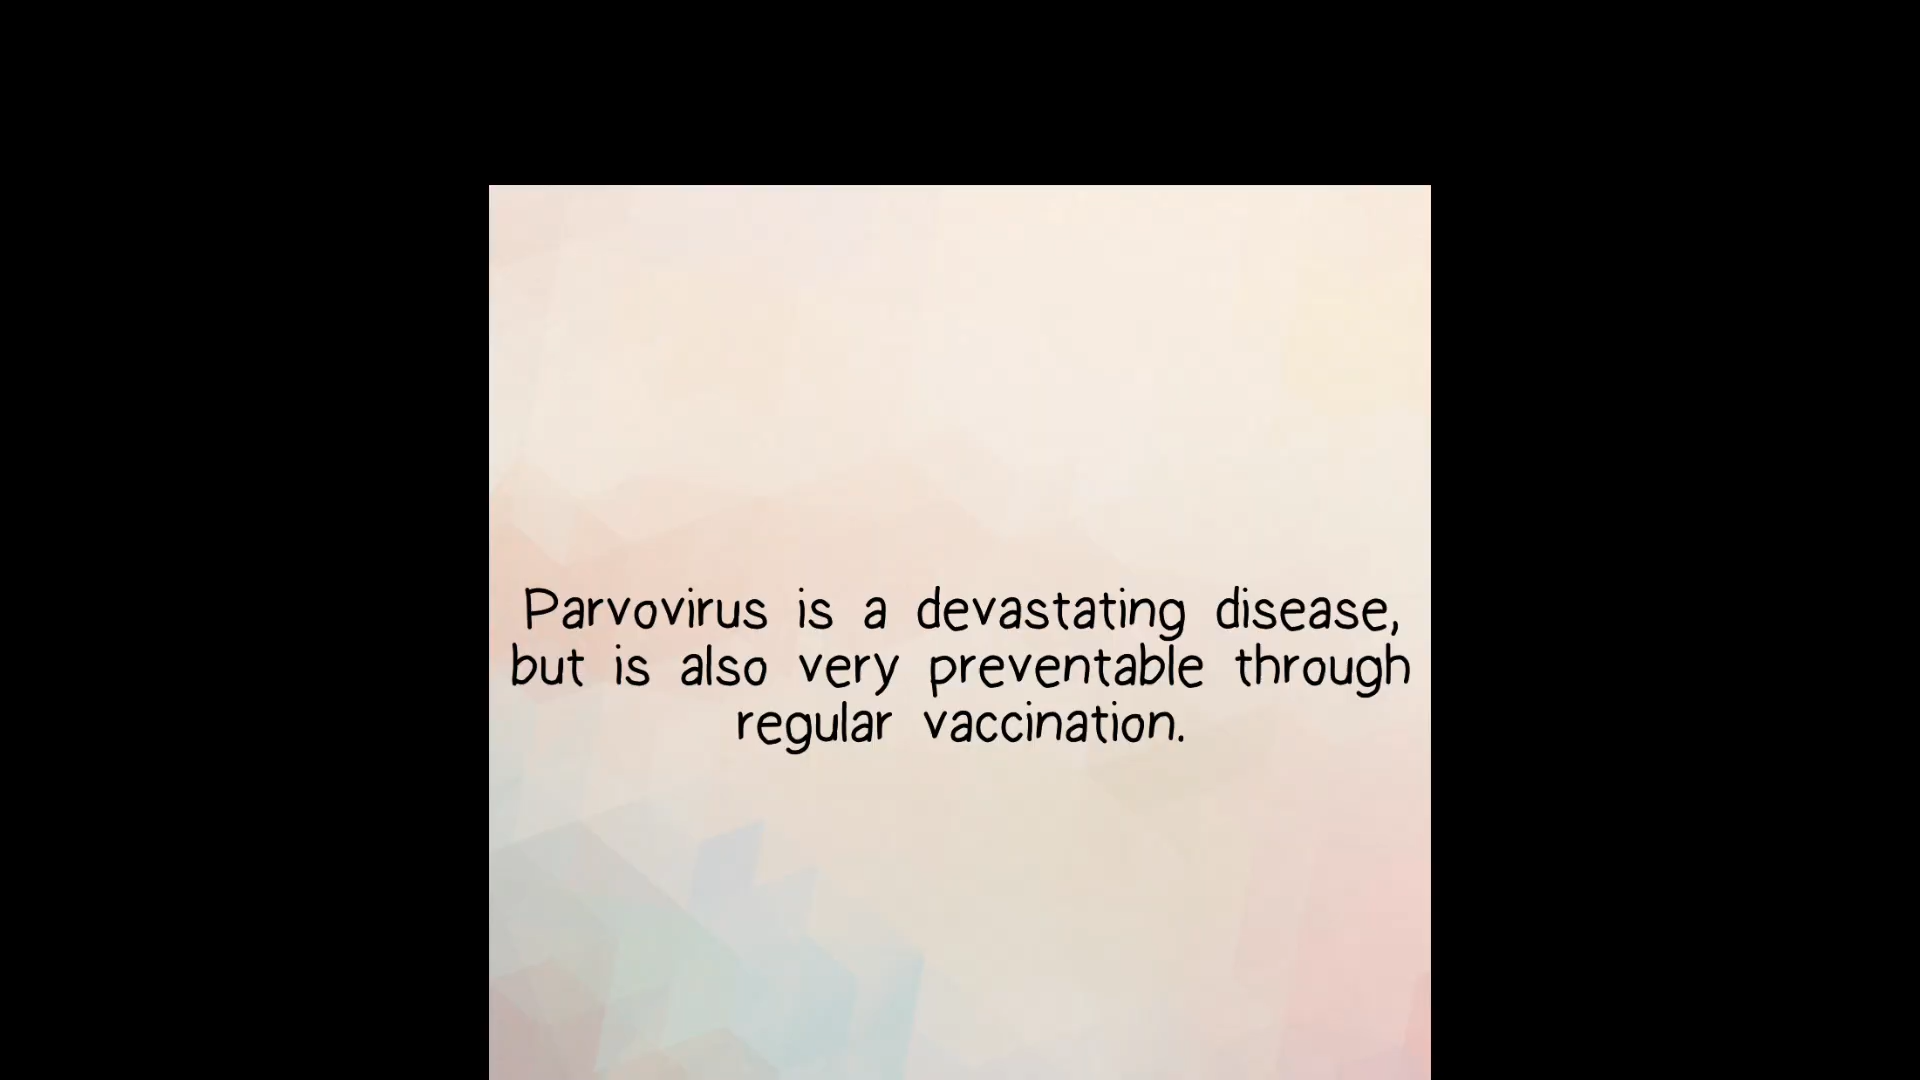 Parvovirus is a devastating disease,
but is also very preventable through
regular vaccination.